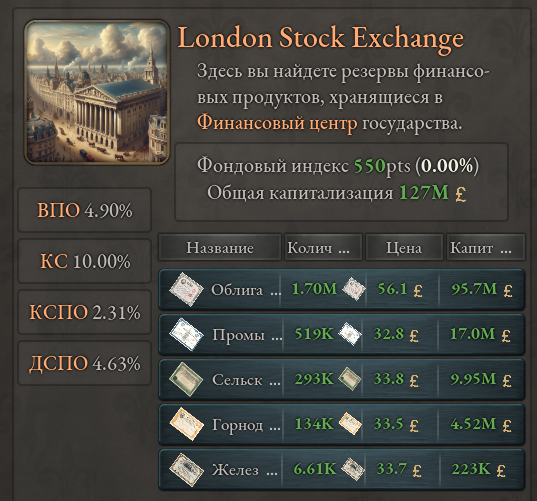 London Stock Exchange
Здесь вы найдете резервы финансо-
вых продуктов, хранящиеся в
Финансовый центр государства.
Фондовый индекс 550pts (0.00%)
Общая капитализация 127M £
ВПО 4.90%
КС 10.00%
КСПО 2.31%
ДСПО 4.63%
Название Колич ... Цена Капит ...
Облига ... 1.70M 56.1 £ 95.7M £
Промы ... 519K 32.8 £ 17.0M £
Сельск ... 293K 33.8 £ 9.95M £
Горнод ... 134K 33.5 £ 4.52M £
Желез ... 6.61K 33.7 £ 223K £